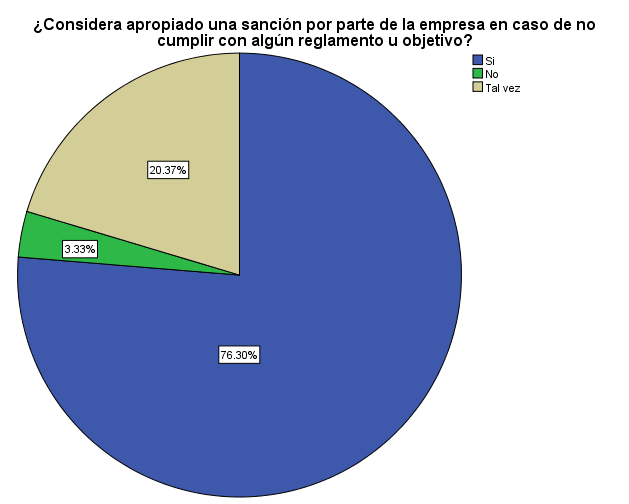 ¿Considera apropiado una sanción por parte de la empresa en caso de no
cumplir con algún reglamento u objetivo?
Si
No
Tal vez
20.37%
3.33%
76.30%